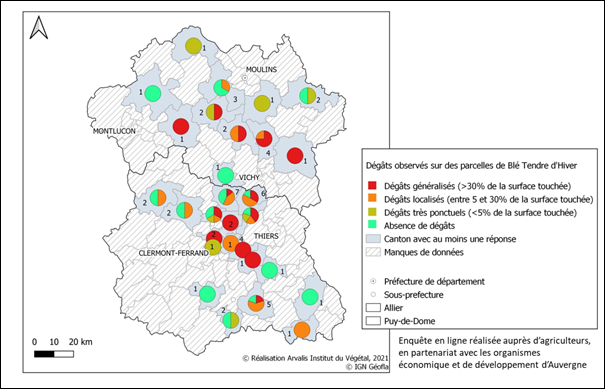 1
MOULINS
1
3
1
2
2
2
MONTLUCON
1
4
1
1
VICHY
7
6
2
2
2
THIERS
2
4
1
CLERMONT-FERRAND
1
1
1
1
1
1
5
2
1
0 10 20 km
© Réalisation Arvalis Institut du Végétal, 2021
© IGN Géofla
Dégâts observés sur des parcelles de Blé Tendre d'Hiver
Dégâts généralisés (>30% de la surface touchée)
Dégâts localisés (entre 5 et 30% de la surface touchée)
Dégâts très ponctuels (<5% de la surface touchée)
Absence de dégâts
Canton avec au moins une réponse
Manques de données
Préfecture de département
Sous-prefecture
Allier
Puy-de-Dome
Enquête en ligne réalisée auprès d'agriculteurs,
en partenariat avec les organismes
économique et de développement d'Auvergne